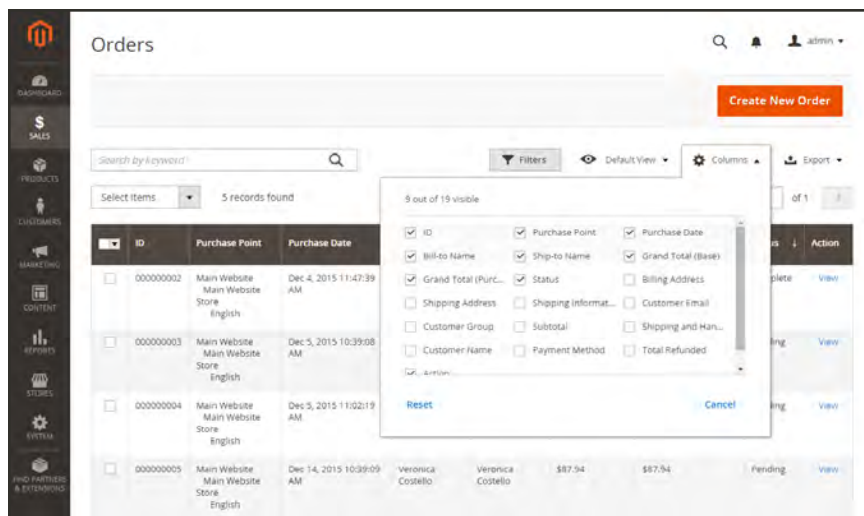 Orders
admin
DASHBOARD
Create New Order
$
SALES
Search by keyword
Filters
Default View
Columns
Export
PRODUCTS
Select Items
5 records found
9 out of 19 visible
of 1
CUSTOMERS
ID
Purchase Point
Purchase Date
ID
Purchase Point
Purchase Date
us ↓
Action
MARKETING
Bill-to Name
Ship-to Name
Grand Total (Base)
000000002
Main Website
Main Website
Store
English
Dec 4, 2015 11:47:39
AM
Grand Total (Purc...
Status
Billing Address
plete
View
CONTENT
Shipping Address
Shipping Informat...
Customer Email
Customer Group
Subtotal
Shipping and Han...
REPORTS
000000003
Main Website
Main Website
Store
English
Dec 5, 2015 10:39:08
AM
Customer Name
Payment Method
Total Refunded
ding
View
Action
STORES
Reset
Cancel
000000004
Main Website
Main Website
Store
English
Dec 5, 2015 11:02:19
AM
ding
View
SYSTEM
FIND PARTNERS
& EXTENSIONS
000000005
Main Website
Main Website
Store
English
Dec 14, 2015 10:39:09
AM
Veronica
Costello
Veronica
Costello
$87.94
$87.94
Pending
View